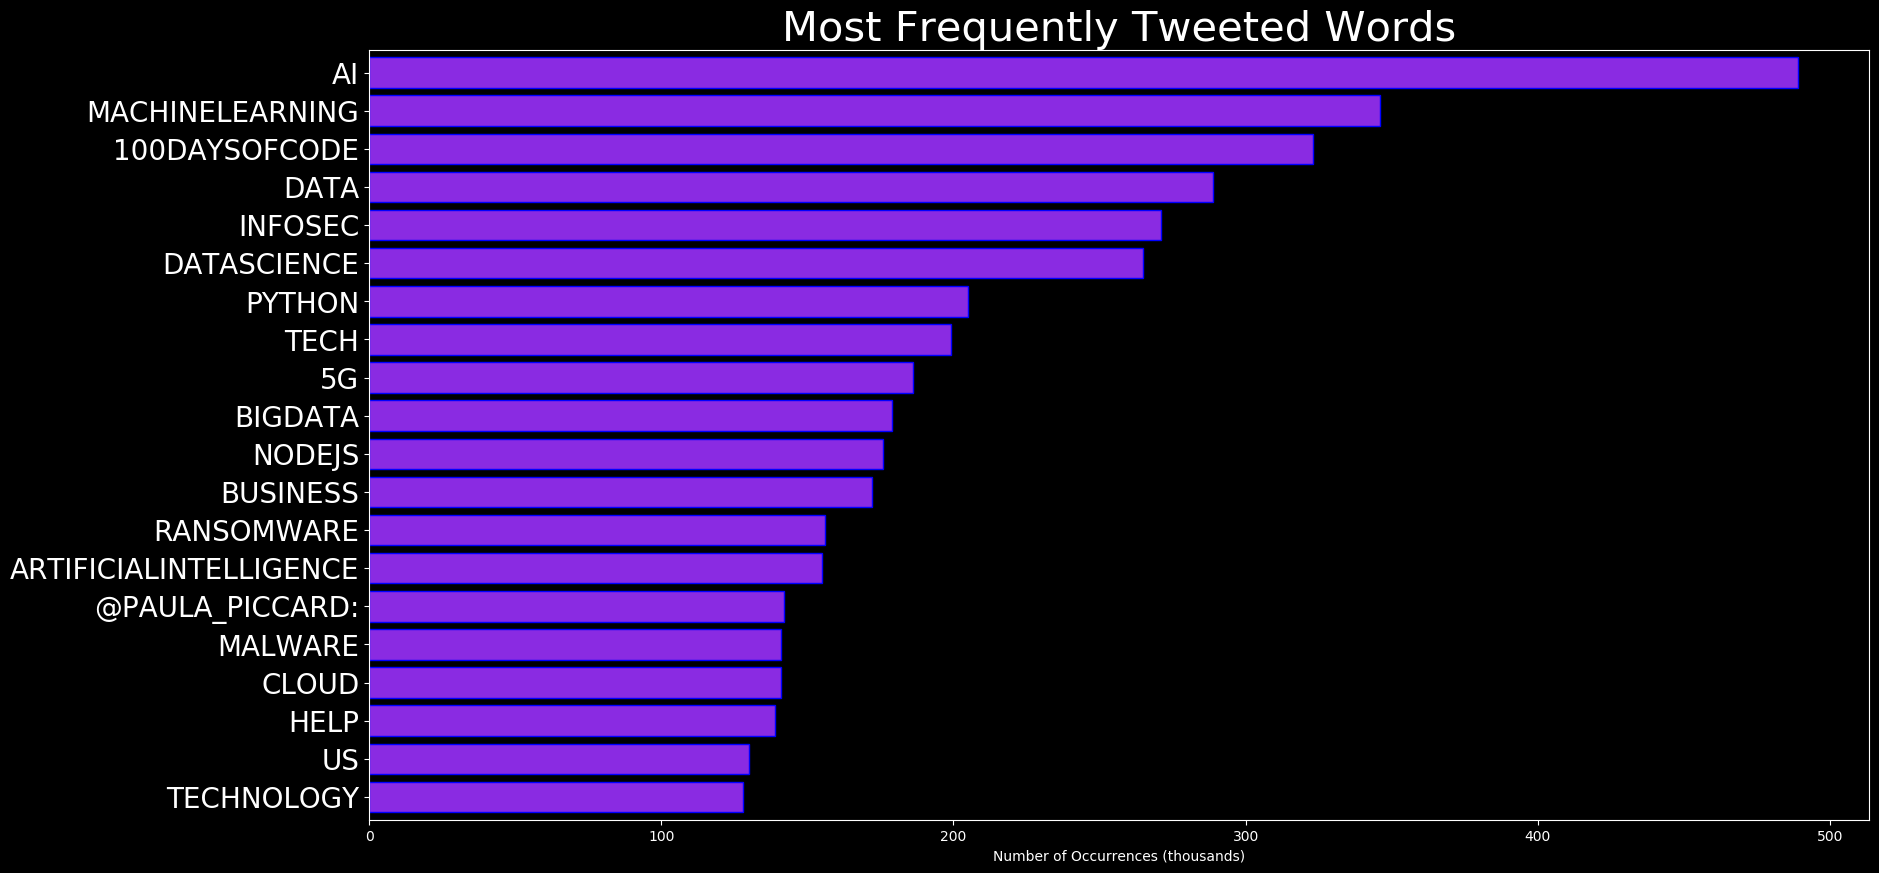 Most Frequently Tweeted Words
AI
MACHINELEARNING
100DAYSOFCODE
DATA
INFOSEC
DATASCIENCE
PYTHON
TECH
5G
BIGDATA
NODEJS
BUSINESS
RANSOMWARE
ARTIFICIALINTELLIGENCE
@PAULA_PICCARD:
MALWARE
CLOUD
HELP
US
TECHNOLOGY
0 100 200 300 400 500
Number of Occurrences (thousands)